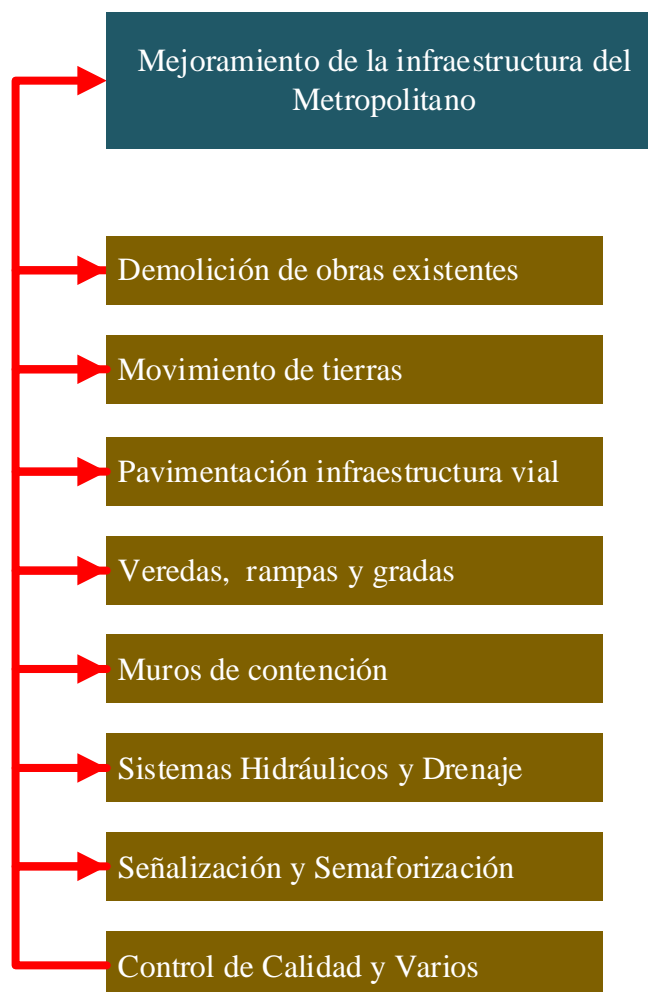 Mejoramiento de la infraestructura del
Metropolitano
Demolición de obras existentes
Movimiento de tierras
Pavimentación infraestructura vial
Veredas, rampas y gradas
Muros de contención
Sistemas Hidráulicos y Drenaje
Señalización y Semaforización
Control de Calidad y Varios